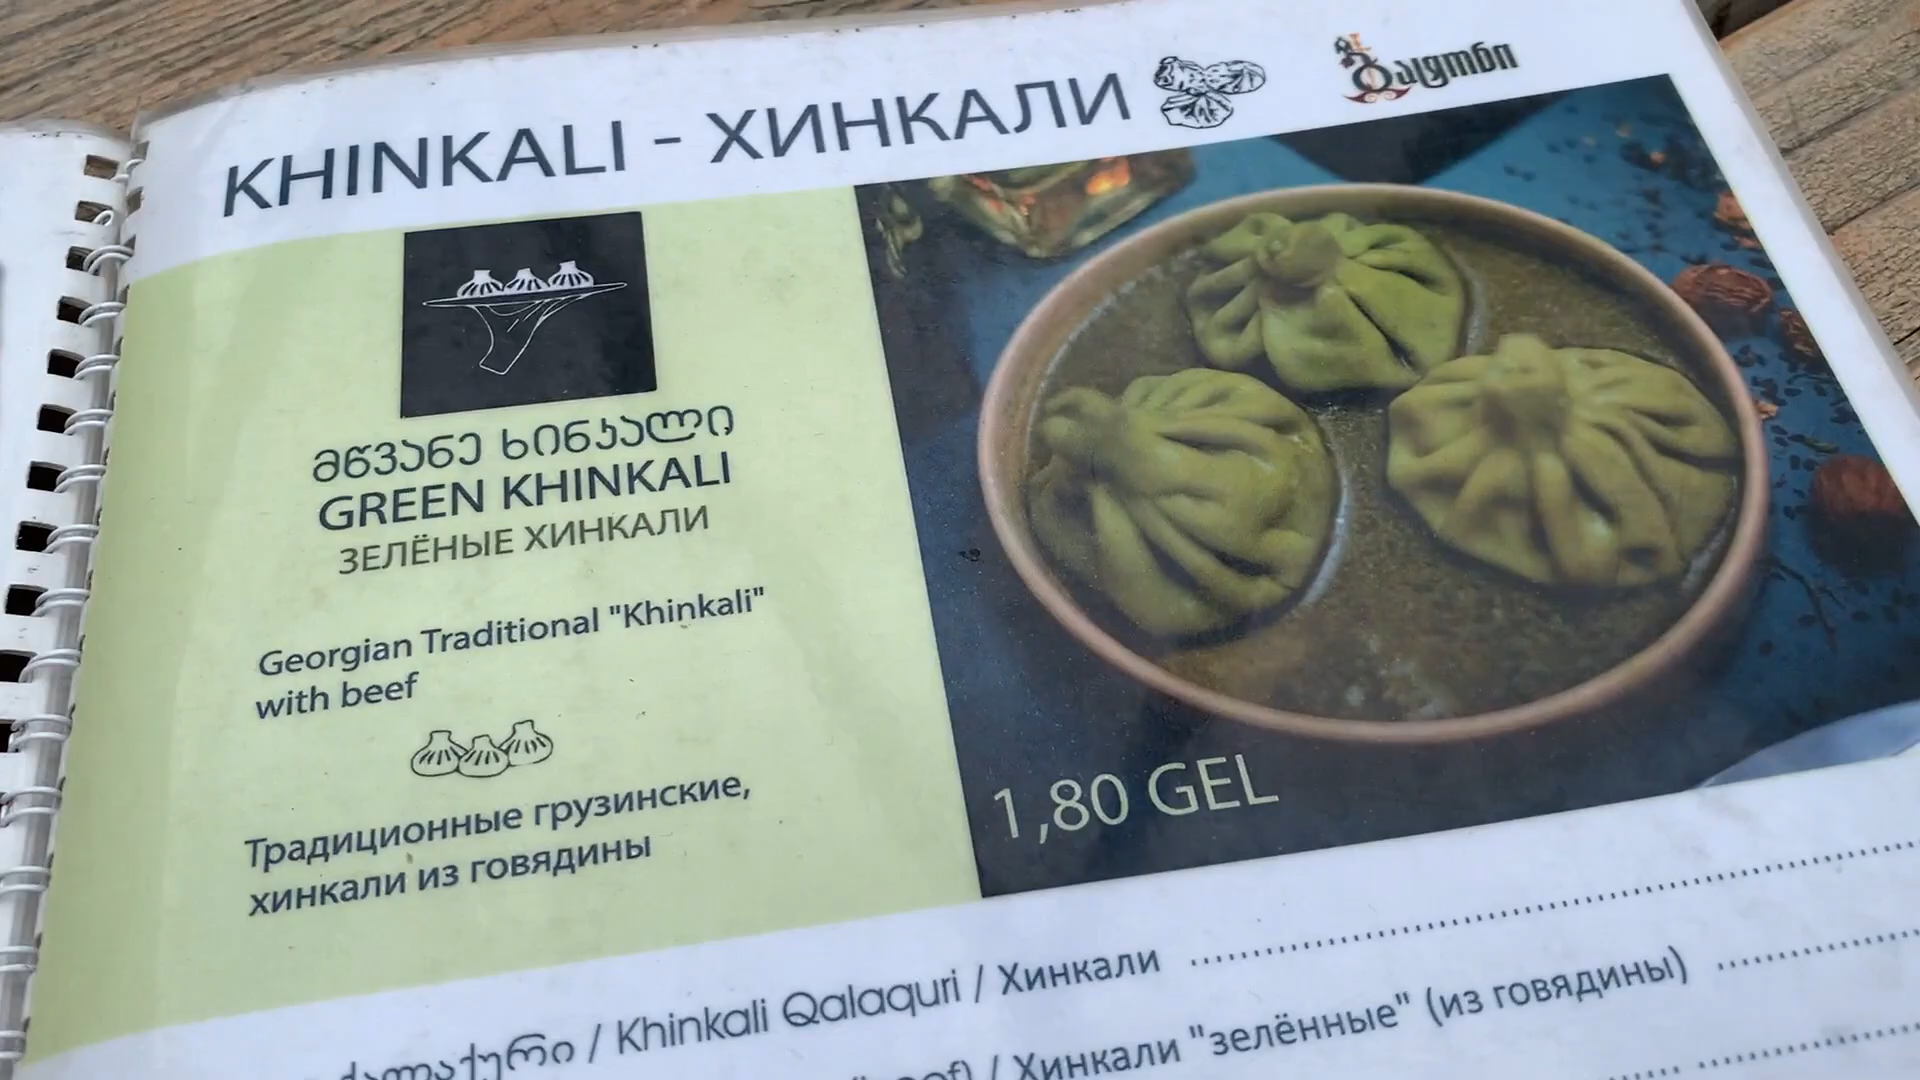 KHINKALI - ХИНКАЛИ
მწვანე ხინკალი
GREEN KHINKALI
ЗЕЛЁНЫЕ ХИНКАЛИ
Georgian Traditional "Khinkali"
with beef
Традиционные грузинские,
хинкали из говядины
1,80 GEL
ქალაქური / Khinkali Qalaquri / Хинкали
/ Хинкали "зелённые" (из говядины)